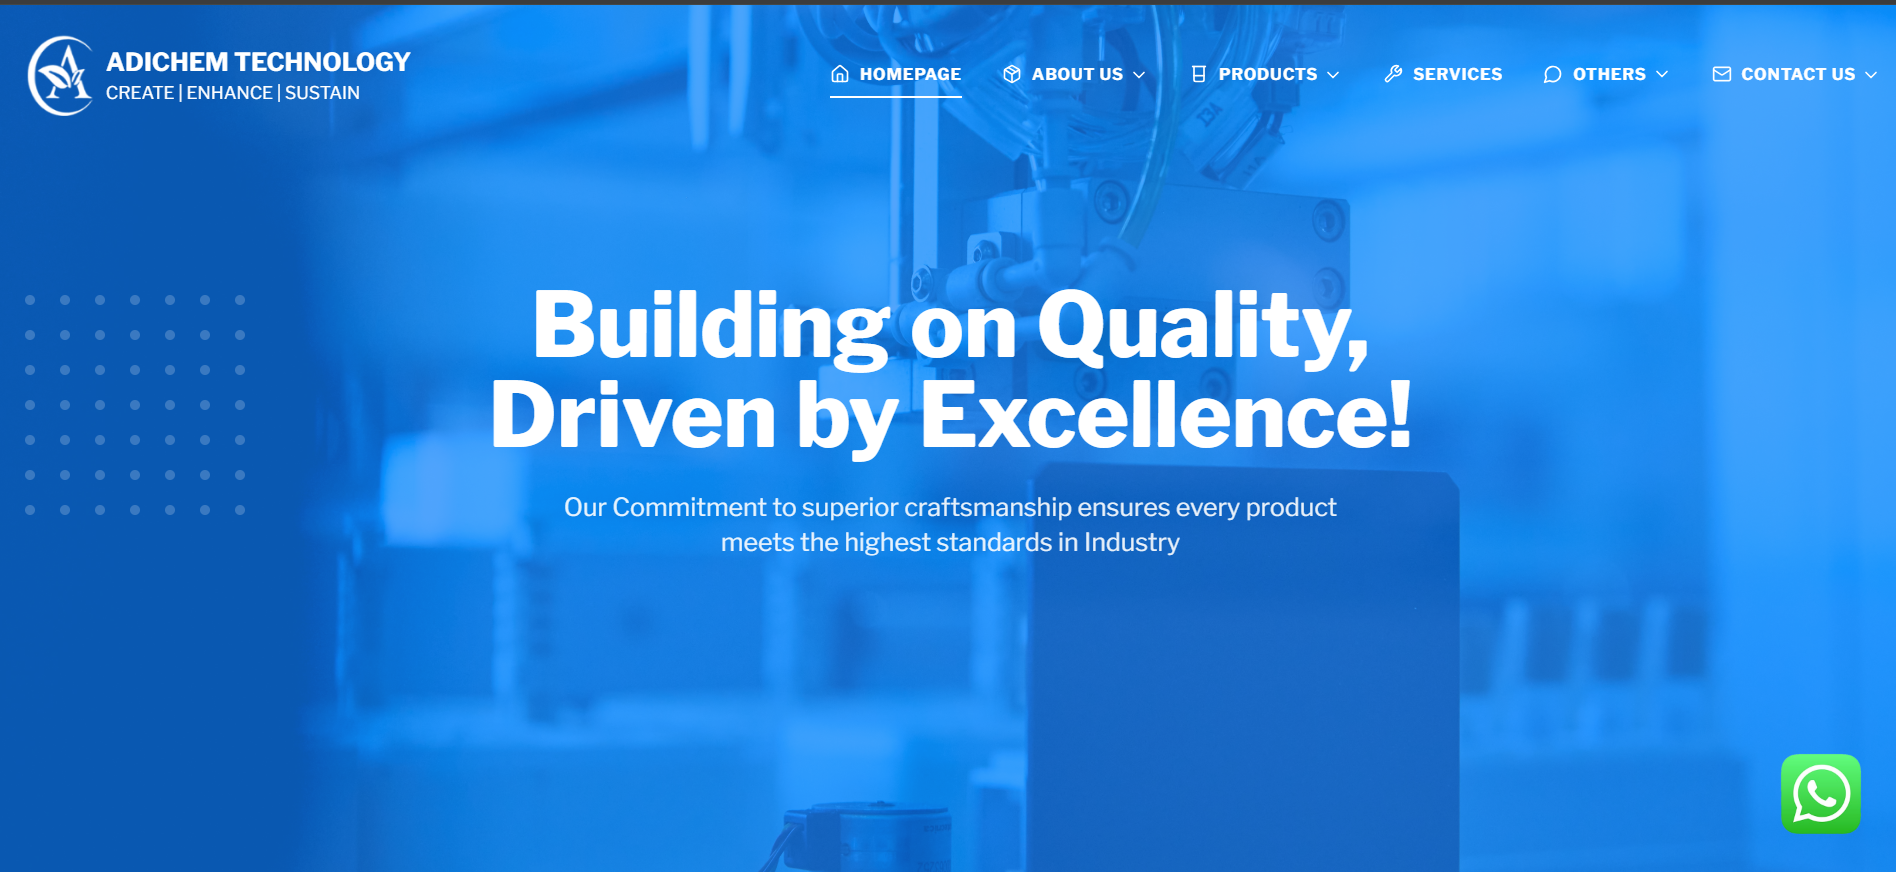 ADICHEM TECHNOLOGY
CREATE | ENHANCE | SUSTAIN
HOMEPAGE
ABOUT US
PRODUCTS
SERVICES
OTHERS
CONTACT US
Building on Quality,
Driven by Excellence!
Our Commitment to superior craftsmanship ensures every product
meets the highest standards in Industry